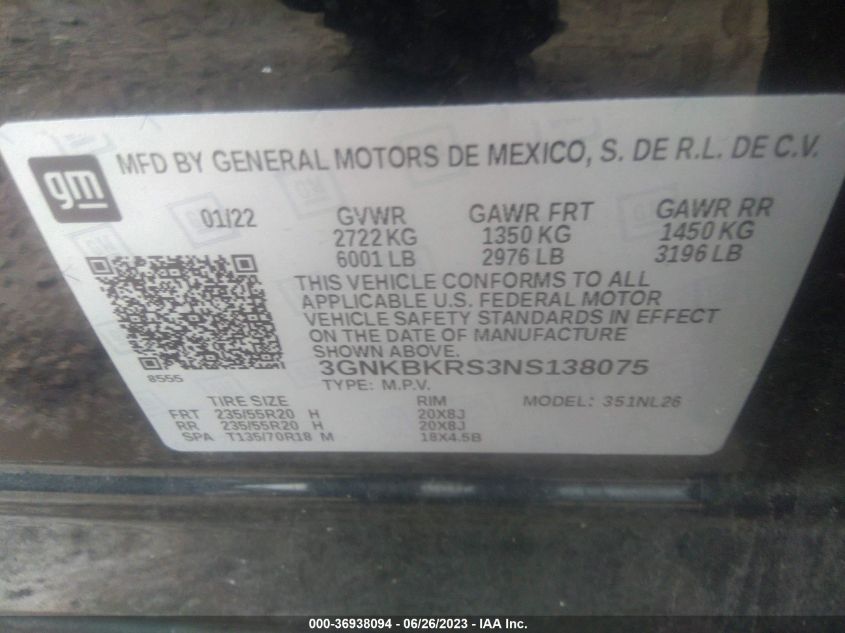 gm
MFD BY GENERAL MOTORS DE MEXICO, S. DE R.L. DE C.V.
01/22 GVWR GAWR FRT GAWR RR
2722 KG 1350 KG 1450 KG
6001 LB 2976 LB 3196 LB
THIS VEHICLE CONFORMS TO ALL
APPLICABLE U.S. FEDERAL MOTOR
VEHICLE SAFETY STANDARDS IN EFFECT
ON THE DATE OF MANUFACTURE
SHOWN ABOVE.
8555
3GNKBKRS3NS138075
TYPE: M.P.V.
TIRE SIZE RIM MODEL: 351NL26
FRT 235/55R20 H 20X8J
RR 235/55R20 H 20X8J
SPA T135/70R18 M 18X4.5B
000-36938094 - 06/26/2023 - IAA Inc.